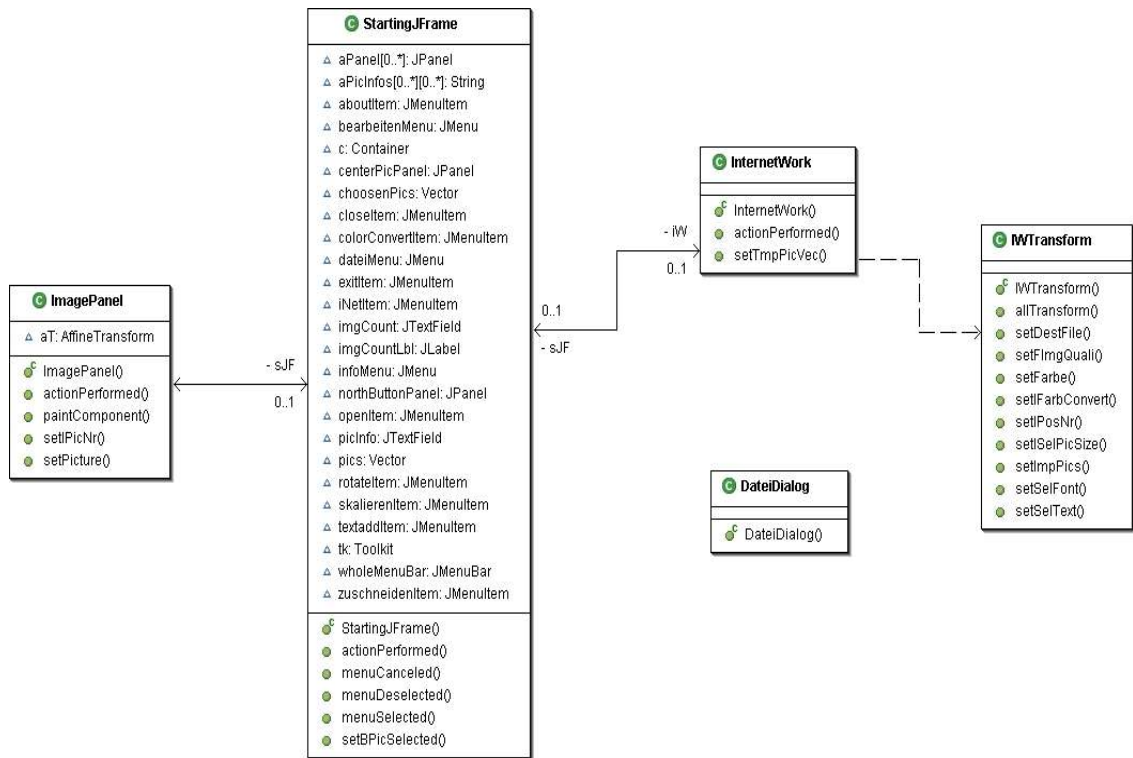 StartingJFrame
aPanel[0..*]: JPanel
aPicInfos[0..*][0..*]: String
aboutItem: JMenuItem
bearbeitenMenu: JMenu
c: Container
centerPicPanel: JPanel
choosenPics: Vector
closeItem: JMenuItem
colorConvertItem: JMenuItem
dateiMenu: JMenu
exitItem: JMenuItem
iNetItem: JMenuItem
imgCount: JTextField
imgCountLbl: JLabel
infoMenu: JMenu
northButtonPanel: JPanel
openItem: JMenuItem
picInfo: JTextField
pics: Vector
rotateItem: JMenuItem
skalierenItem: JMenuItem
textaddItem: JMenuItem
tk: Toolkit
wholeMenuBar: JMenuBar
zuschneidenItem: JMenuItem
StartingJFrame()
actionPerformed()
menuCanceled()
menuDeselected()
menuSelected()
setBPicSelected()
ImagePanel
aT: AffineTransform
ImagePanel()
actionPerformed()
paintComponent()
setIPicNr()
setPicture()
- sJF
0..1
InternetWork
InternetWork()
actionPerformed()
setTmpPicVec()
- iW
0..1
0..1
- sJF
IWTransform
IWTransform()
allTransform()
setDestFile()
setFImgQuali()
setFarbe()
setIFarbConvert()
setIPosNr()
setISelPicSize()
setImpPics()
setSelFont()
setSelText()
DateiDialog
DateiDialog()